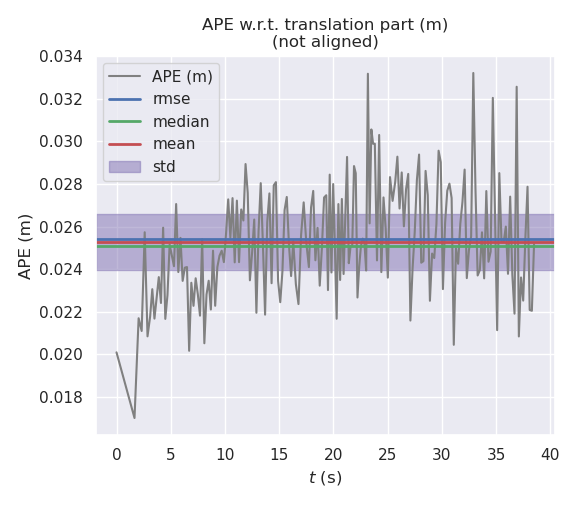 APE w.r.t. translation part (m)
(not aligned)
0.034
0.032
0.030
0.028
0.026
0.024
0.022
0.020
0.018
APE (m)
APE (m)
rmse
median
mean
std
0 5 10 15 20 25 30 35 40
t (s)